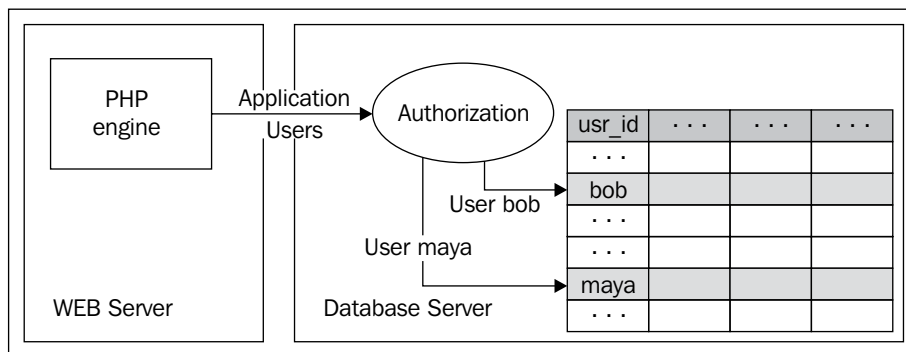 PHP
engine
Application
Users
Authorization
usr_id · · · · · · · · ·
· · ·
bob
· · ·
· · ·
maya
· · ·
User bob
User maya
WEB Server
Database Server